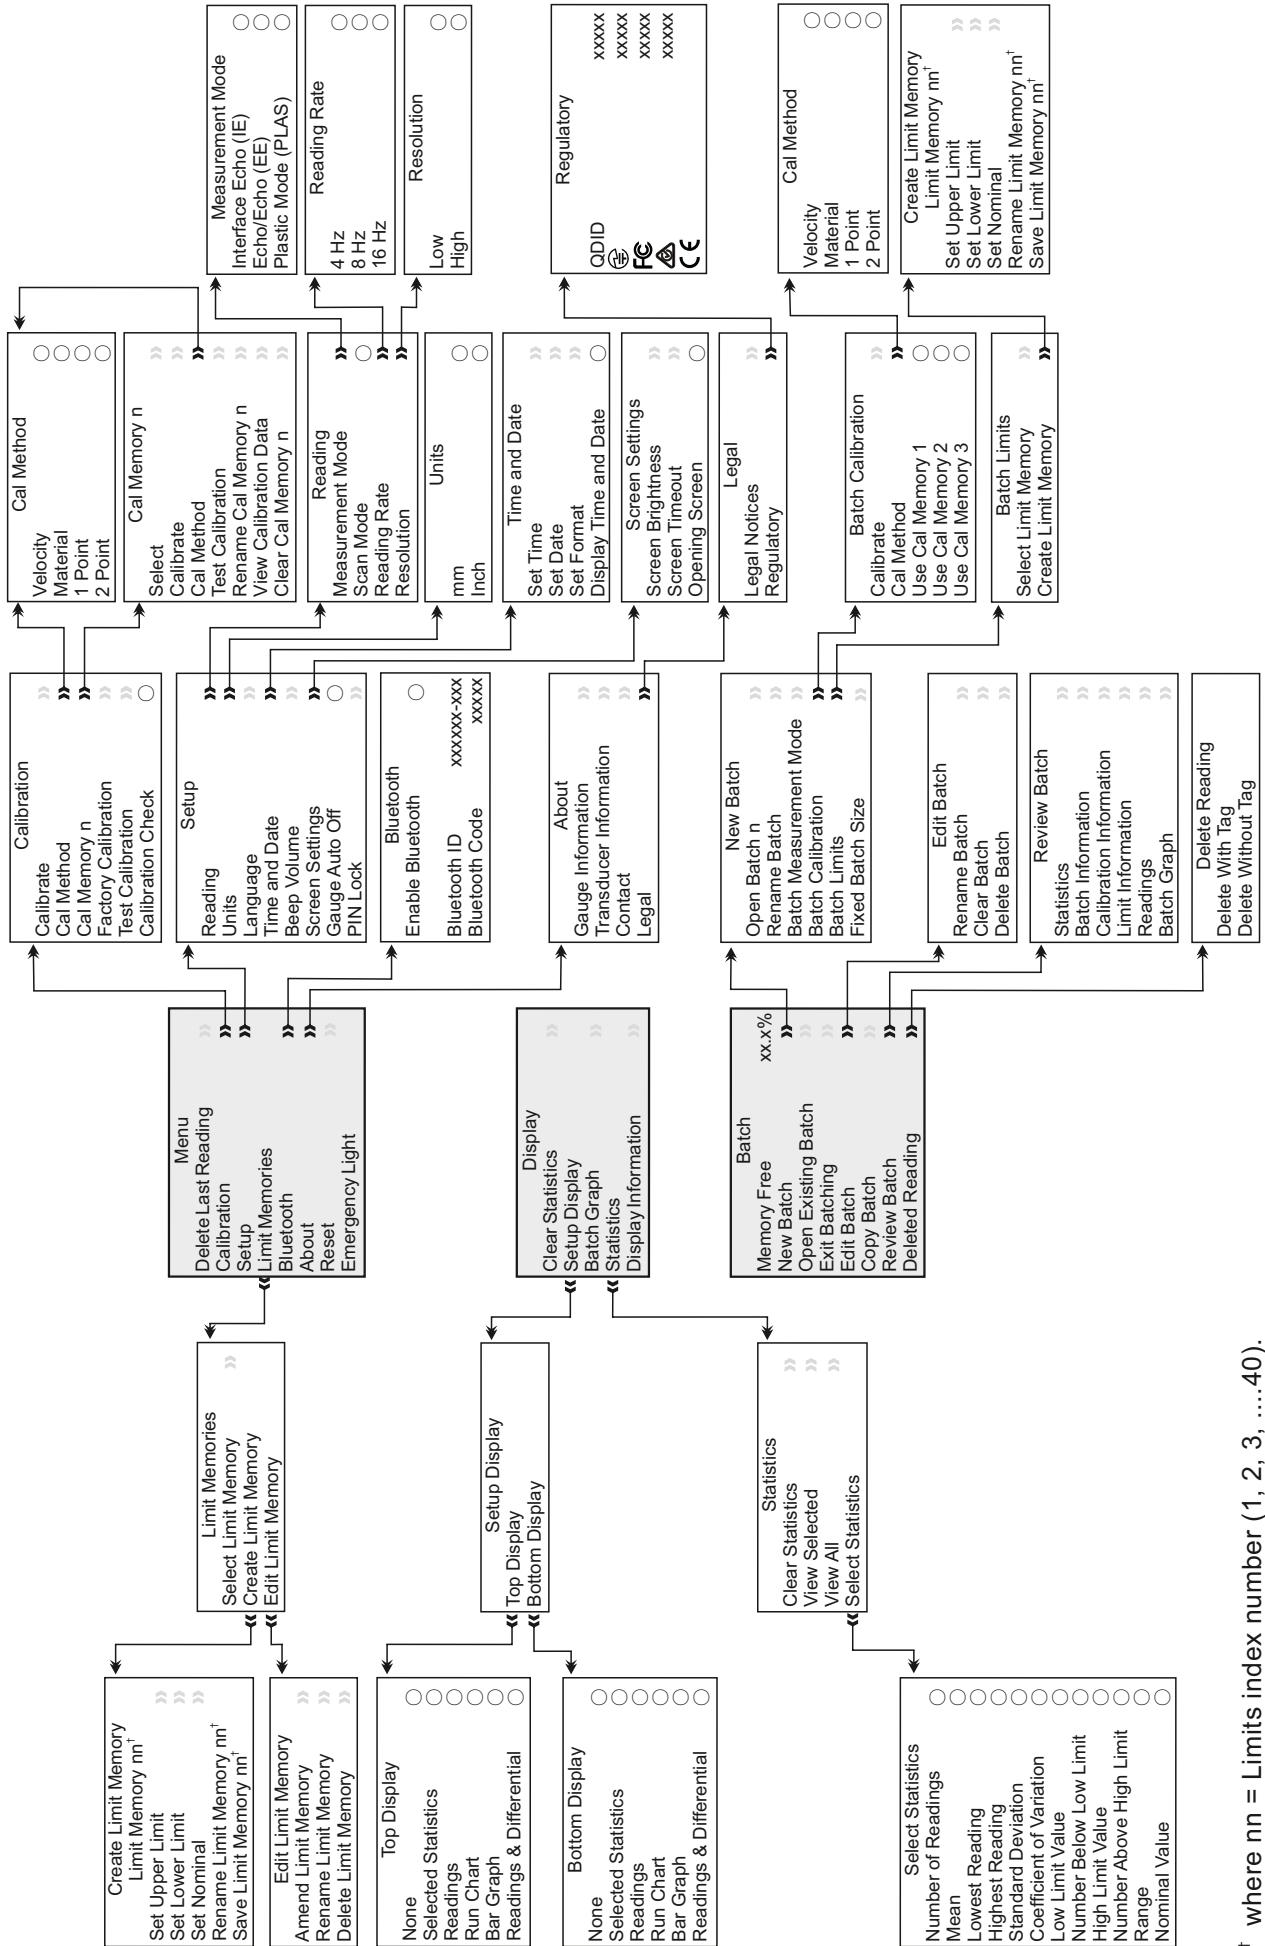 Create Limit Memory
Limit Memory nn†
Set Upper Limit
Set Lower Limit
Set Nominal
Rename Limit Memory nn†
Save Limit Memory nn†
Edit Limit Memory
Amend Limit Memory
Rename Limit Memory
Delete Limit Memory
Top Display
None
Selected Statistics
Readings
Run Chart
Bar Graph
Readings & Differential
Bottom Display
None
Selected Statistics
Readings
Run Chart
Bar Graph
Readings & Differential
Select Statistics
Number of Readings
Mean
Lowest Reading
Highest Reading
Standard Deviation
Coefficient of Variation
Low Limit Value
Number Below Low Limit
High Limit Value
Number Above High Limit
Range
Nominal Value
Limit Memories
Select Limit Memory
Create Limit Memory
Edit Limit Memory
Setup Display
Top Display
Bottom Display
Statistics
Clear Statistics
View Selected
View All
Select Statistics
Menu
Delete Last Reading
Calibration
Setup
Limit Memories
Bluetooth
About
Reset
Emergency Light
Display
Clear Statistics
Setup Display
Batch Graph
Statistics
Display Information
Batch
Memory Free xx.x%
New Batch
Open Existing Batch
Exit Batching
Edit Batch
Copy Batch
Review Batch
Deleted Reading
Calibration
Calibrate
Cal Method
Cal Memory n
Factory Calibration
Test Calibration
Calibration Check
Setup
Reading
Units
Language
Time and Date
Beep Volume
Screen Settings
Gauge Auto Off
PIN Lock
Bluetooth
Enable Bluetooth
Bluetooth ID xxxxxx-xxx
Bluetooth Code xxxxx
About
Gauge Information
Transducer Information
Contact
Legal
New Batch
Open Batch n
Rename Batch
Batch Measurement Mode
Batch Calibration
Batch Limits
Fixed Batch Size
Edit Batch
Rename Batch
Clear Batch
Delete Batch
Review Batch
Statistics
Batch Information
Calibration Information
Limit Information
Readings
Batch Graph
Delete Reading
Delete With Tag
Delete Without Tag
Cal Method
Velocity
Material
1 Point
2 Point
Cal Memory n
Select
Calibrate
Cal Method
Test Calibration
Rename Cal Memory n
View Calibration Data
Clear Cal Memory n
Reading
Measurement Mode
Scan Mode
Reading Rate
Resolution
Units
mm
Inch
Time and Date
Set Time
Set Date
Set Format
Display Time and Date
Screen Settings
Screen Brightness
Screen Timeout
Opening Screen
Legal
Legal Notices
Regulatory
Batch Calibration
Calibrate
Cal Method
Use Cal Memory 1
Use Cal Memory 2
Use Cal Memory 3
Batch Limits
Select Limit Memory
Create Limit Memory
Measurement Mode
Interface Echo (IE)
Echo/Echo (EE)
Plastic Mode (PLAS)
Reading Rate
4 Hz
8 Hz
16 Hz
Resolution
Low
High
Regulatory
QDID xxxxx
xxxxx
FC xxxxx
CE xxxxx
Cal Method
Velocity
Material
1 Point
2 Point
Create Limit Memory
Limit Memory nn†
Set Upper Limit
Set Lower Limit
Set Nominal
Rename Limit Memory nn†
Save Limit Memory nn†
† where nn = Limits index number (1, 2, 3, ....40).